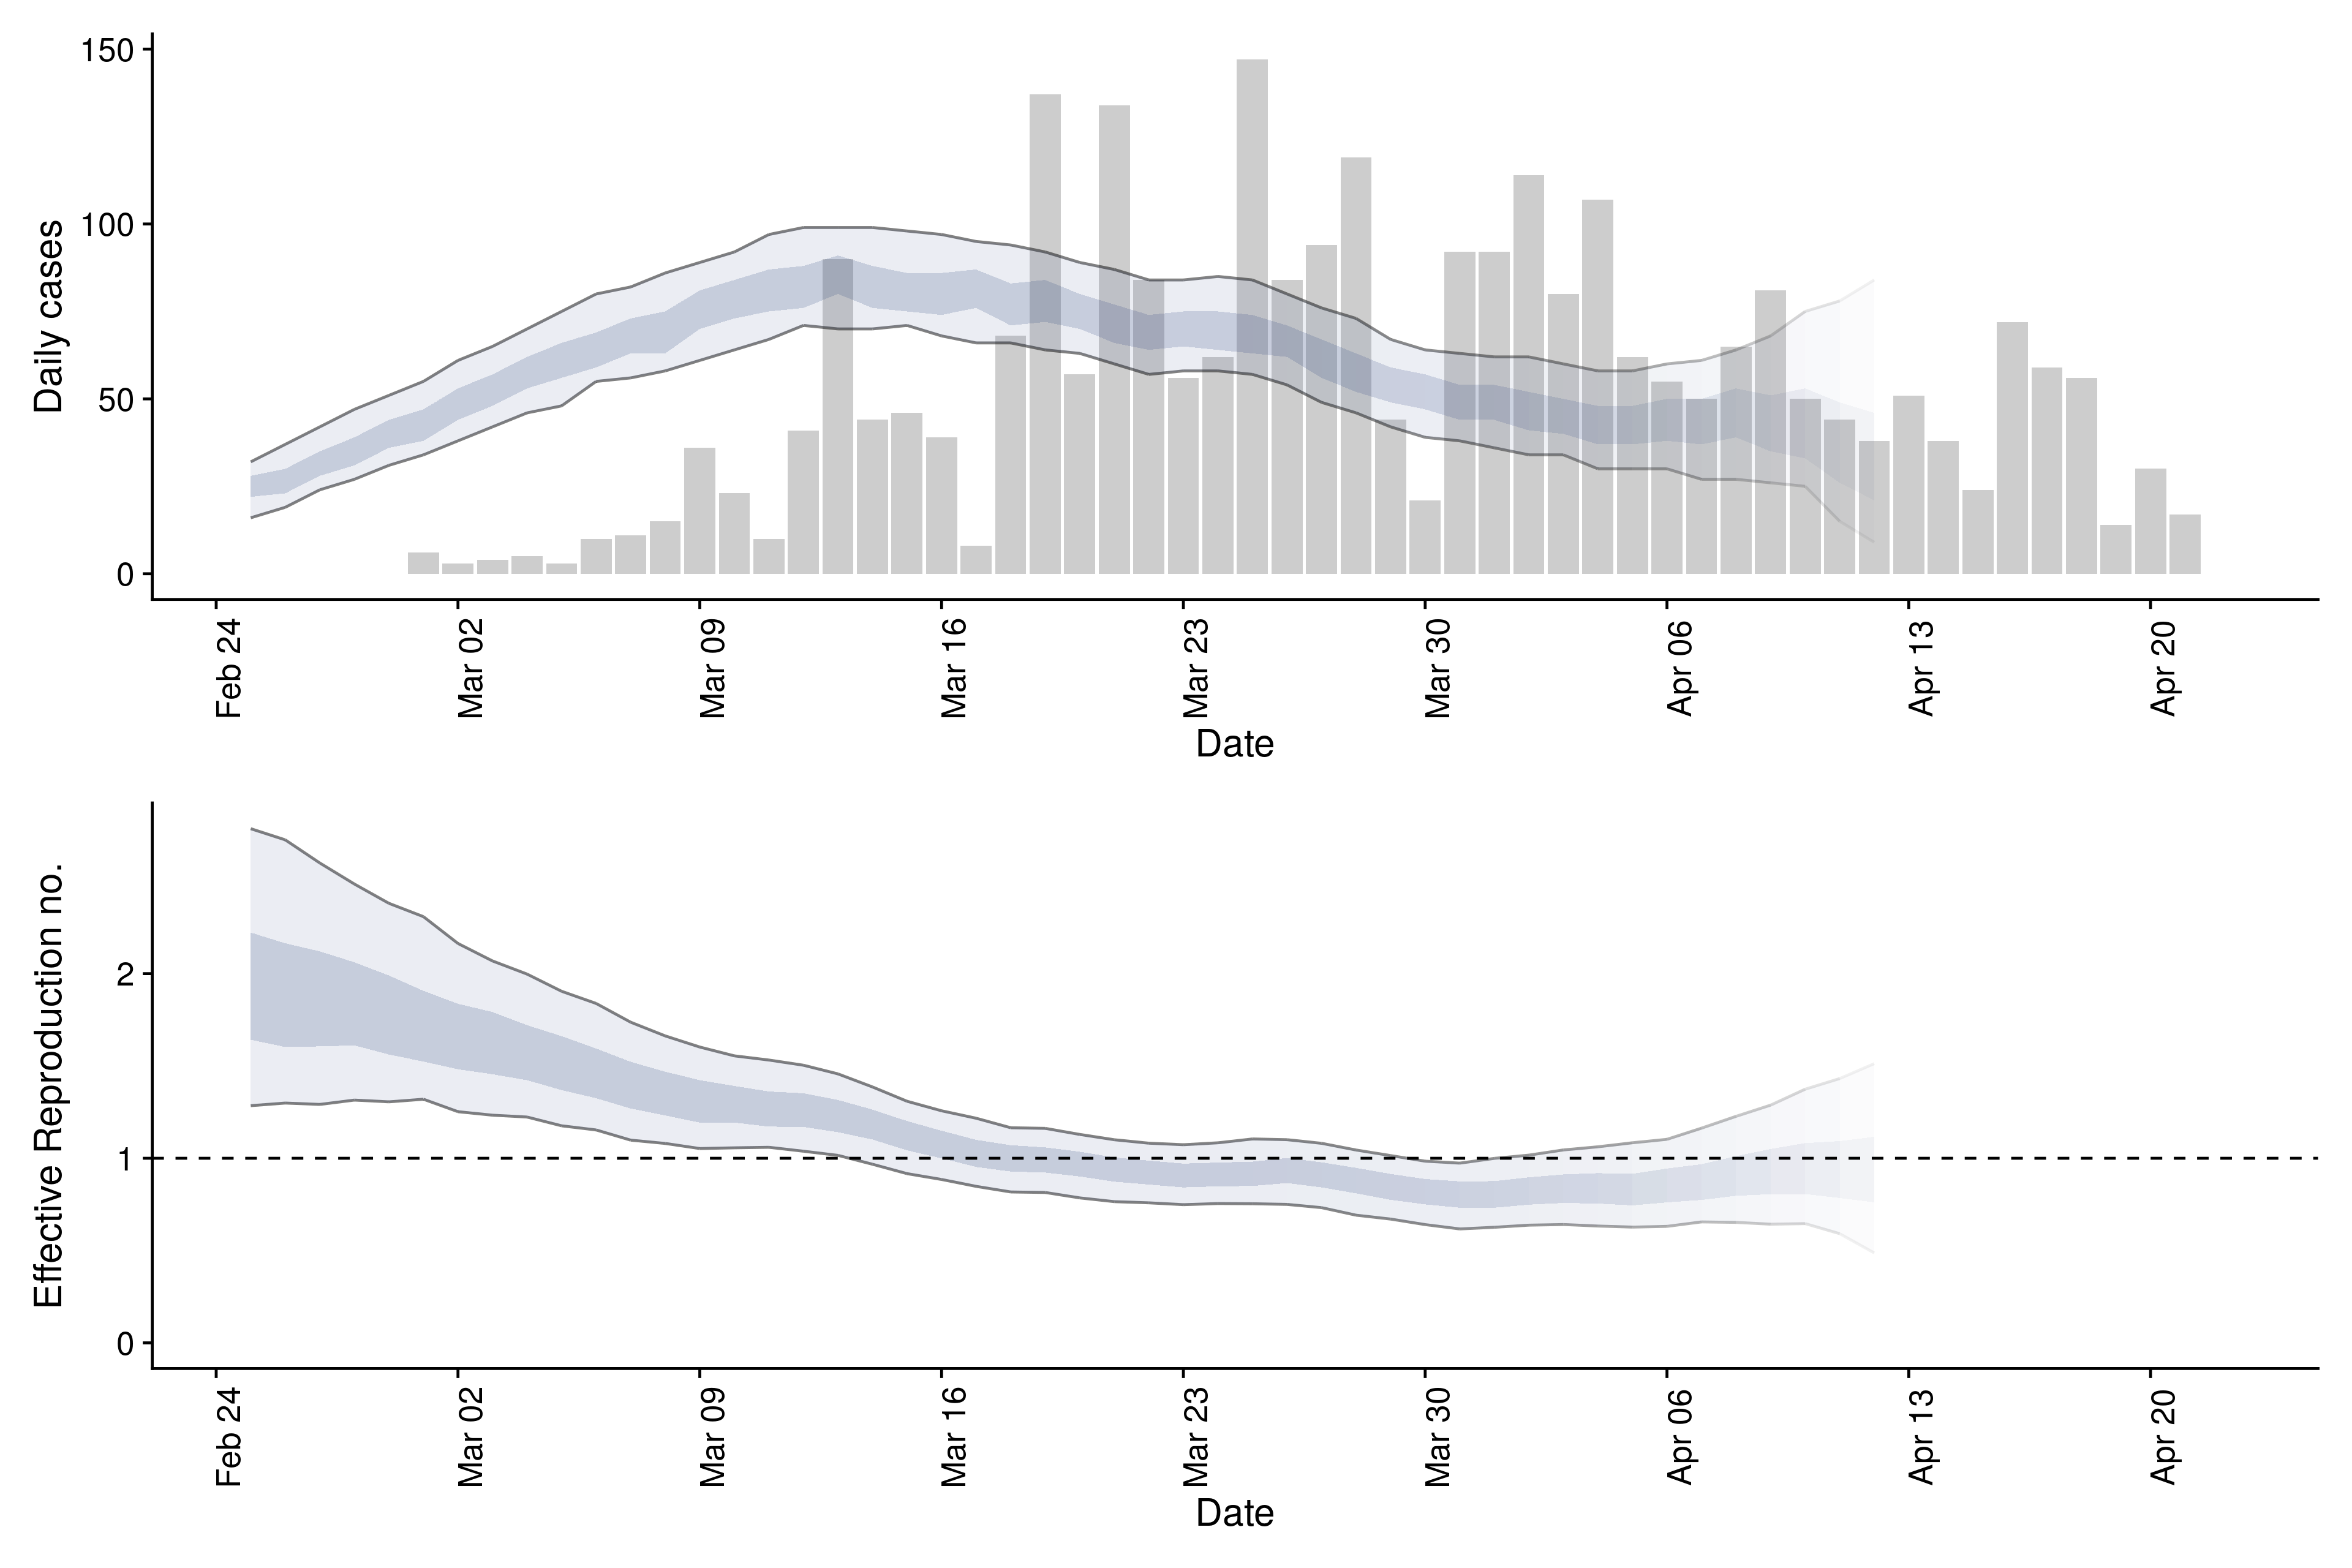 Daily cases
150
100
50
0
Feb 24
Mar 02
Mar 09
Mar 16
Mar 23
Mar 30
Apr 06
Apr 13
Apr 20
Date
Effective Reproduction no.
2
1
0
Feb 24
Mar 02
Mar 09
Mar 16
Mar 23
Mar 30
Apr 06
Apr 13
Apr 20
Date